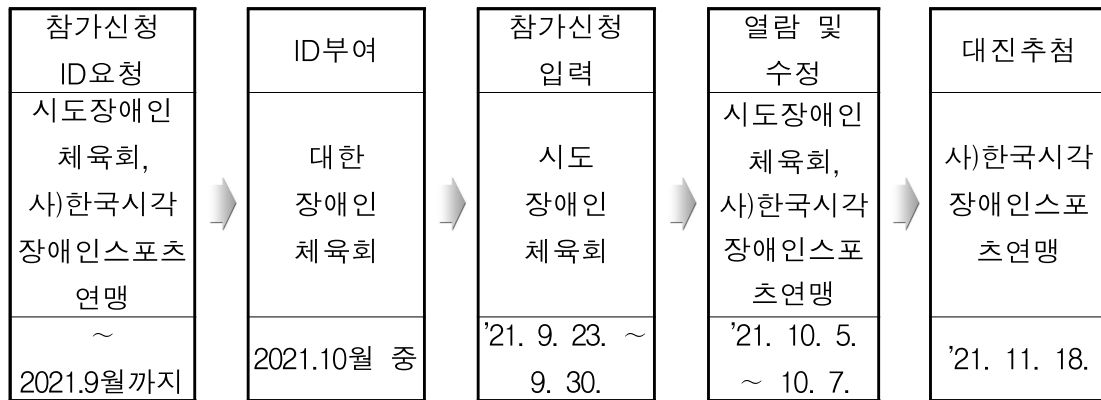 참가신청
ID요청
시도장애인
체육회,
사)한국시각
장애인스포츠
연맹
~
2021.9월까지
ID부여
대한
장애인
체육회
2021.10월 중
참가신청
입력
시도
장애인
체육회
'21. 9. 23. ~
9. 30.
열람 및
수정
시도장애인
체육회,
사)한국시각
장애인스포
츠연맹
'21. 10. 5.
~ 10. 7.
대진추첨
사)한국시각
장애인스포
츠연맹
'21. 11. 18.